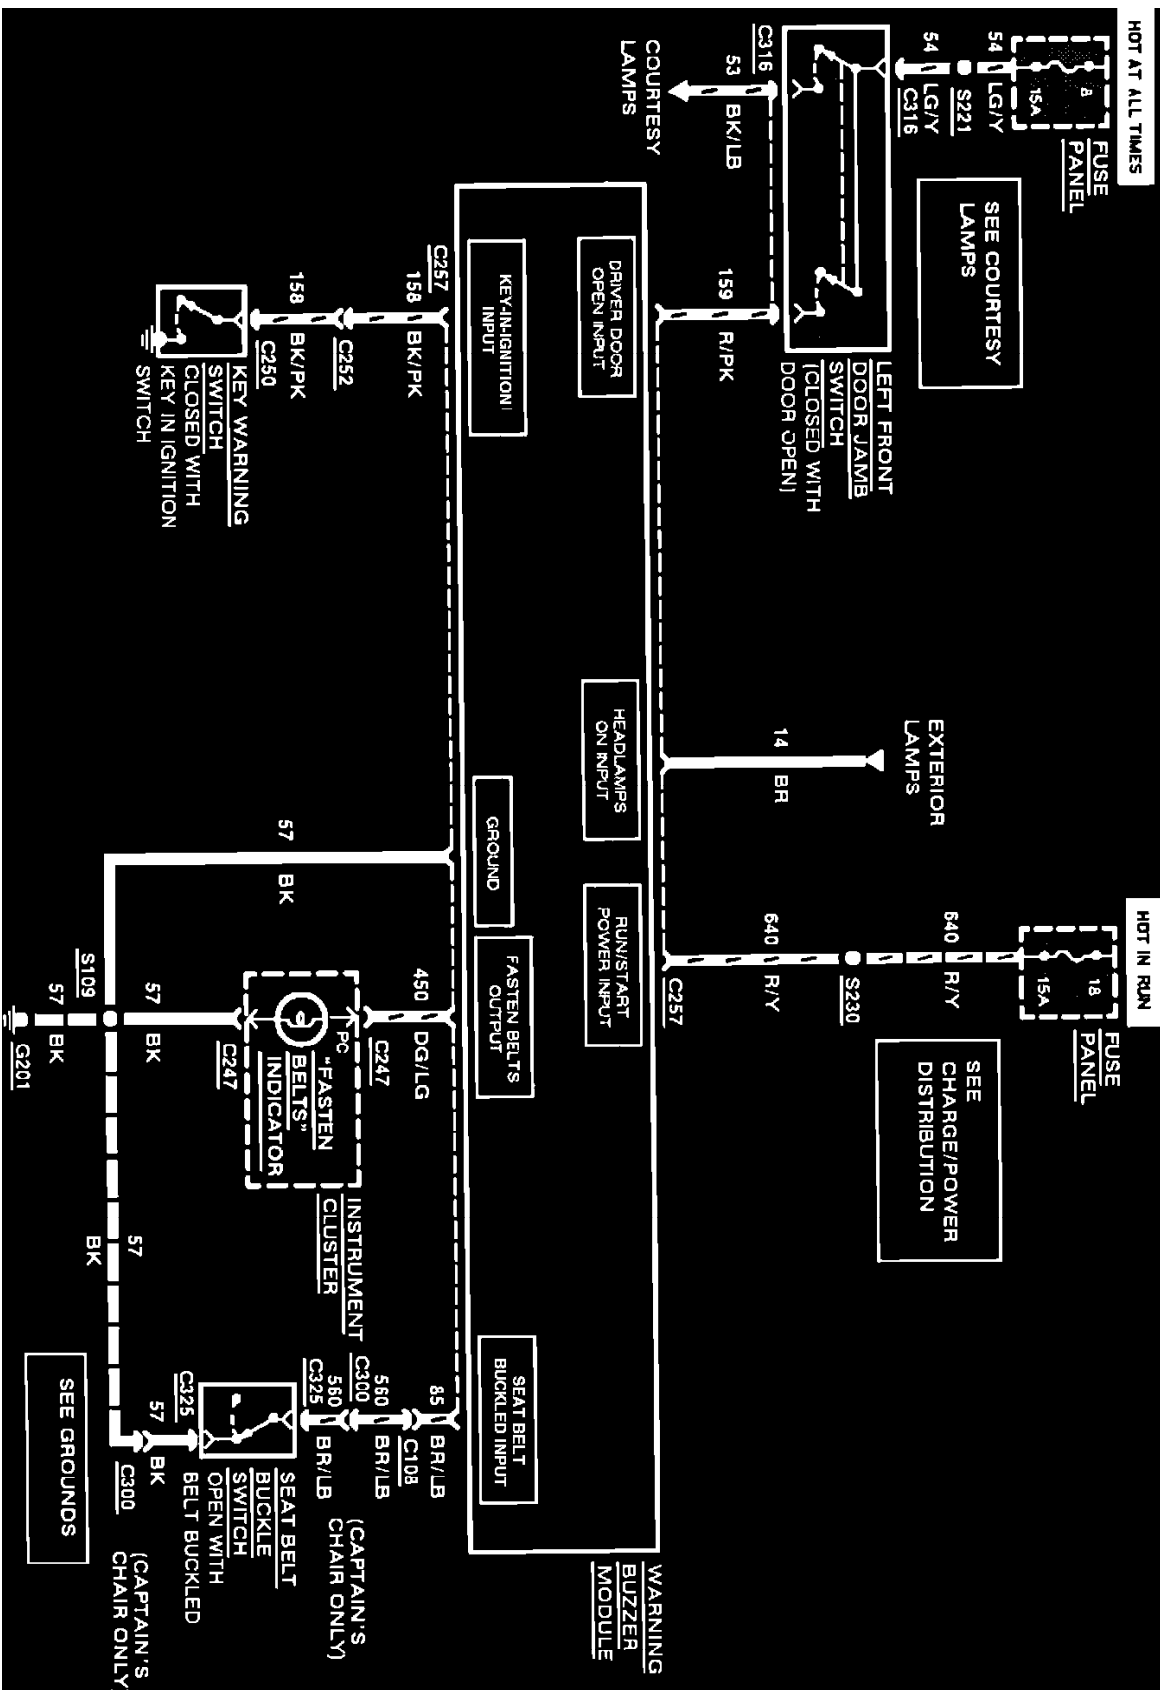 HOT AT ALL TIMES
HOT IN RUN
FUSE
PANEL
8
15A
54
LG/Y
S221
54
LG/Y
C316
SEE COURTESY
LAMPS
LEFT FRONT
DOOR JAMB
SWITCH
(CLOSED WITH
DOOR OPEN)
C316
53
BK/LB
COURTESY
LAMPS
159
R/PK
EXTERIOR
LAMPS
14
BR
FUSE
PANEL
18
15A
640
R/Y
S230
640
R/Y
C257
SEE
CHARGE/POWER
DISTRIBUTION
DRIVER DOOR
OPEN INPUT
HEADLAMPS
ON INPUT
RUN/START
POWER INPUT
WARNING
BUZZER
MODULE
KEY-IN-IGNITION
INPUT
GROUND
FASTEN BELTS
OUTPUT
SEAT BELT
BUCKLED INPUT
C257
158
BK/PK
C252
158
BK/PK
C250
KEY WARNING
SWITCH
CLOSED WITH
KEY IN IGNITION
SWITCH
57
BK
450
DG/LG
C247
PC
"FASTEN
BELTS"
INDICATOR
INSTRUMENT
CLUSTER
C247
57
BK
S109
57
BK
G201
57
BK
85
BR/LB
C108
560
BR/LB
C300
560
BR/LB
C325
(CAPTAIN'S
CHAIR ONLY)
SEAT BELT
BUCKLE
SWITCH
OPEN WITH
BELT BUCKLED
C325
57
BK
C300
(CAPTAIN'S
CHAIR ONLY)
SEE GROUNDS